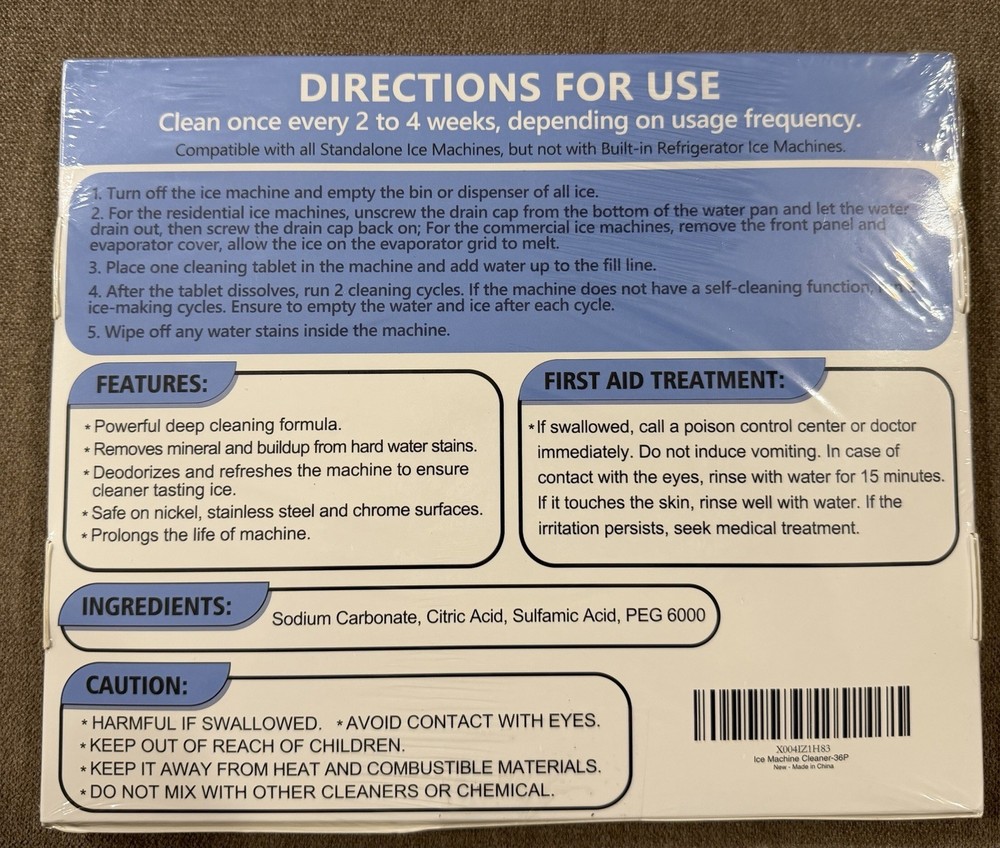 DIRECTIONS FOR USE
Clean once every 2 to 4 weeks, depending on usage frequency.
Compatible with all Standalone Ice Machines, but not with Built-in Refrigerator Ice Machines.
1. Turn off the ice machine and empty the bin or dispenser of all ice.
2. For the residential ice machines, unscrew the drain cap from the bottom of the water pan and let the water
drain out, then screw the drain cap back on; For the commercial ice machines, remove the front panel and
evaporator cover, allow the ice on the evaporator grid to melt.
3. Place one cleaning tablet in the machine and add water up to the fill line.
4. After the tablet dissolves, run 2 cleaning cycles. If the machine does not have a self-cleaning function,
ice-making cycles. Ensure to empty the water and ice after each cycle.
5. Wipe off any water stains inside the machine.
FEATURES:
* Powerful deep cleaning formula.
* Removes mineral and buildup from hard water stains.
* Deodorizes and refreshes the machine to ensure
cleaner tasting ice.
* Safe on nickel, stainless steel and chrome surfaces.
* Prolongs the life of machine.
FIRST AID TREATMENT:
*If swallowed, call a poison control center or doctor
immediately. Do not induce vomiting. In case of
contact with the eyes, rinse with water for 15 minutes.
If it touches the skin, rinse well with water. If the
irritation persists, seek medical treatment.
INGREDIENTS:
Sodium Carbonate, Citric Acid, Sulfamic Acid, PEG 6000
CAUTION:
* HARMFUL IF SWALLOWED. * AVOID CONTACT WITH EYES.
* KEEP OUT OF REACH OF CHILDREN.
* KEEP IT AWAY FROM HEAT AND COMBUSTIBLE MATERIALS.
* DO NOT MIX WITH OTHER CLEANERS OR CHEMICAL.
X004IZ1H83
Ice Machine Cleaner-36P
New - Made in China